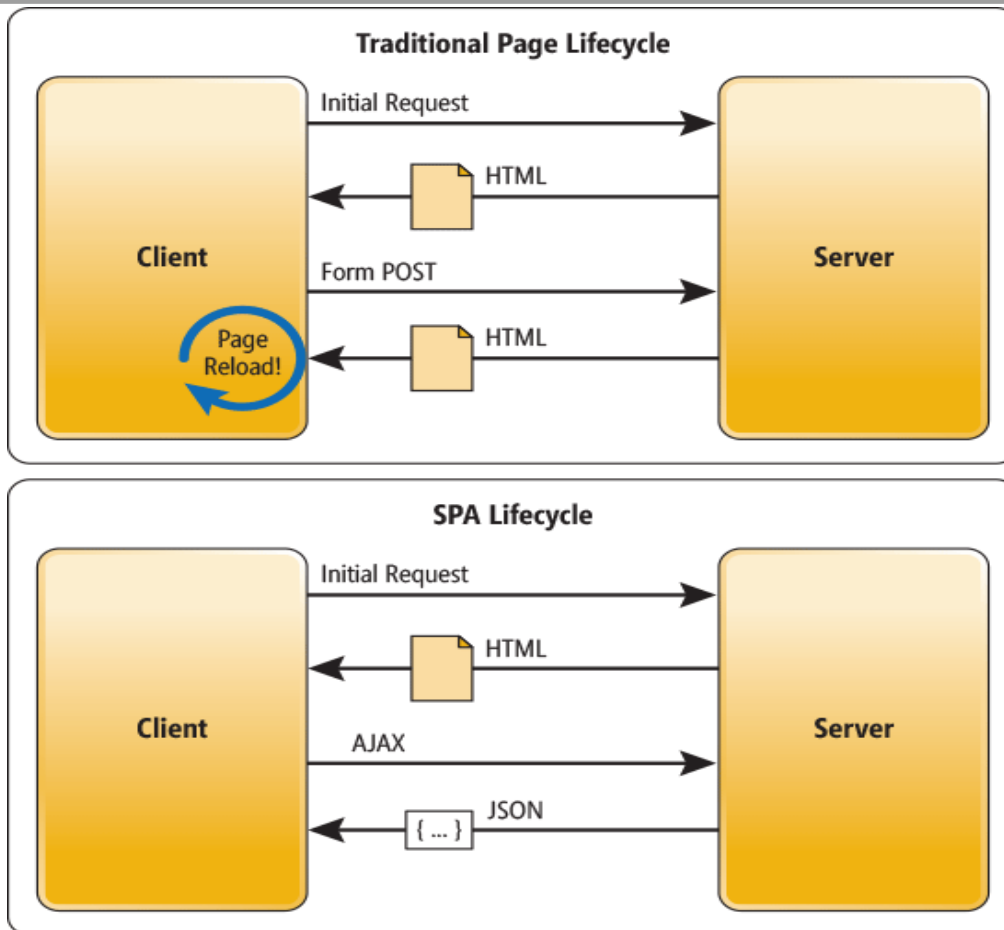 Traditional Page Lifecycle
Initial Request
HTML
Client
Server
Form POST
HTML
Page
Reload!
SPA Lifecycle
Initial Request
HTML
Client
Server
AJAX
JSON
{ ... }